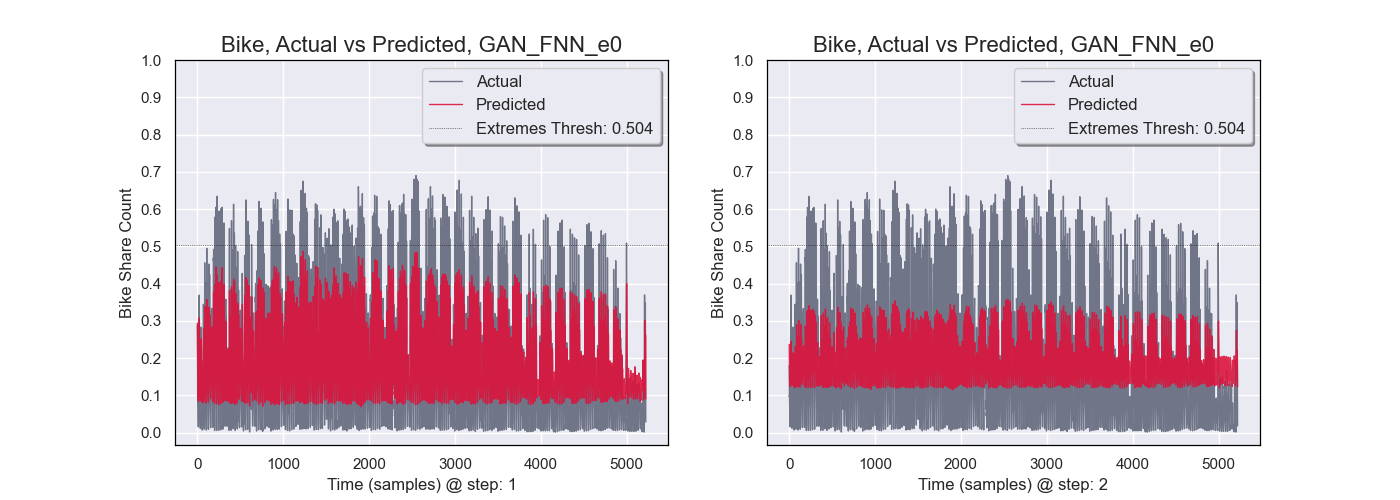 Bike, Actual vs Predicted, GAN_FNN_e0
1.0
0.9
0.8
0.7
0.6
0.5
0.4
0.3
0.2
0.1
0.0
Bike Share Count
Actual
Predicted
Extremes Thresh: 0.504
0 1000 2000 3000 4000 5000
Time (samples) @ step: 1
Bike, Actual vs Predicted, GAN_FNN_e0
1.0
0.9
0.8
0.7
0.6
0.5
0.4
0.3
0.2
0.1
0.0
Bike Share Count
Actual
Predicted
Extremes Thresh: 0.504
0 1000 2000 3000 4000 5000
Time (samples) @ step: 2